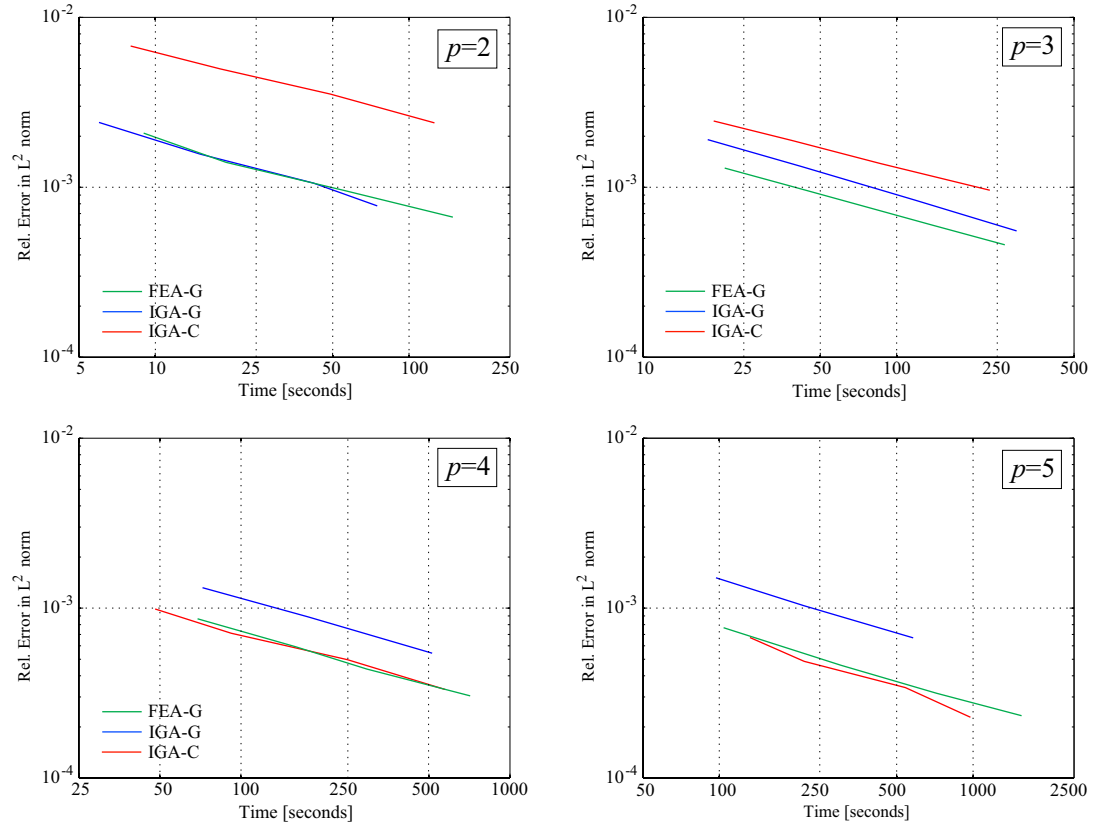 p=2
Rel. Error in L² norm
10⁻²
10⁻³
10⁻⁴
FEA-G
IGA-G
IGA-C
5 10 25 50 100 250
Time [seconds]
p=3
Rel. Error in L² norm
10⁻²
10⁻³
10⁻⁴
FEA-G
IGA-G
IGA-C
10 25 50 100 250 500
Time [seconds]
p=4
Rel. Error in L² norm
10⁻²
10⁻³
10⁻⁴
FEA-G
IGA-G
IGA-C
25 50 100 250 500 1000
Time [seconds]
p=5
Rel. Error in L² norm
10⁻²
10⁻³
10⁻⁴
50 100 250 500 1000 2500
Time [seconds]